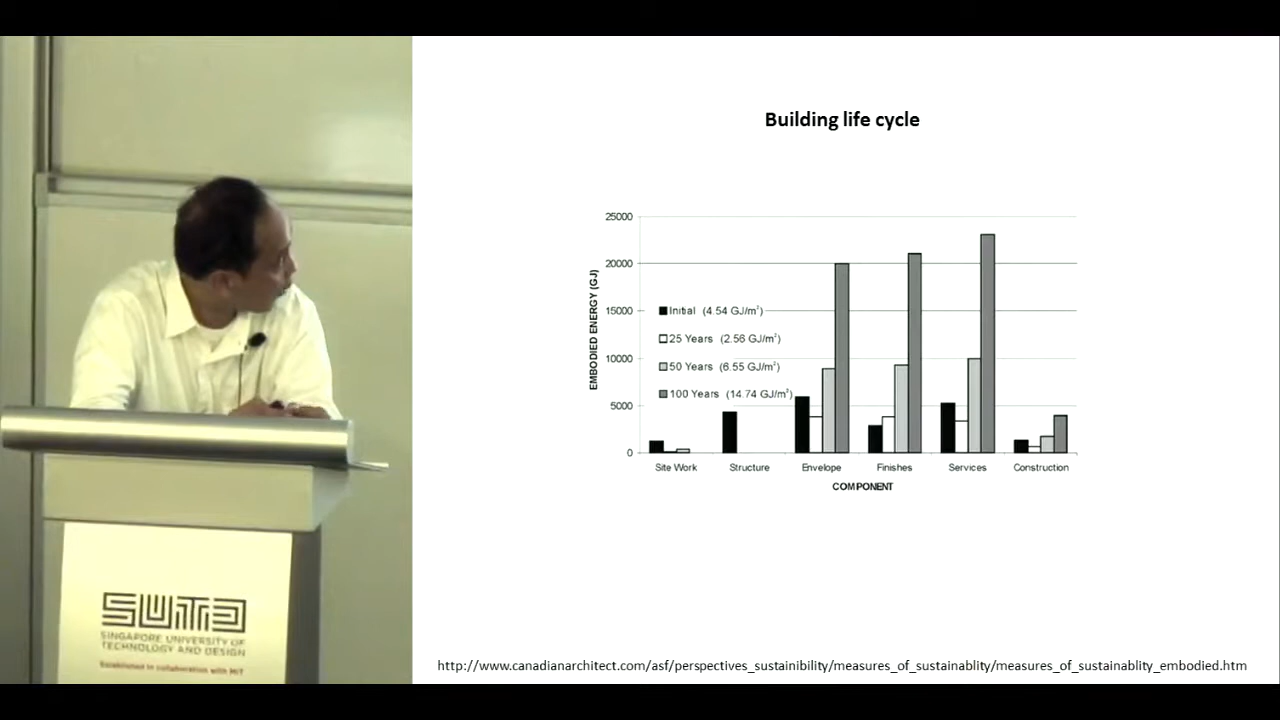 Building life cycle
25000
20000
15000
10000
5000
0
EMBODIED ENERGY (GJ)
Initial (4.54 GJ/m²)
25 Years (2.56 GJ/m²)
50 Years (6.55 GJ/m²)
100 Years (14.74 GJ/m²)
Site Work Structure Envelope Finishes Services Construction
COMPONENT
http://www.canadianarchitect.com/asf/perspectives_sustainibility/measures_of_sustainablity/measures_of_sustainablity_embodied.htm
SUTD
SINGAPORE UNIVERSITY OF
TECHNOLOGY AND DESIGN
Established in collaboration with MIT